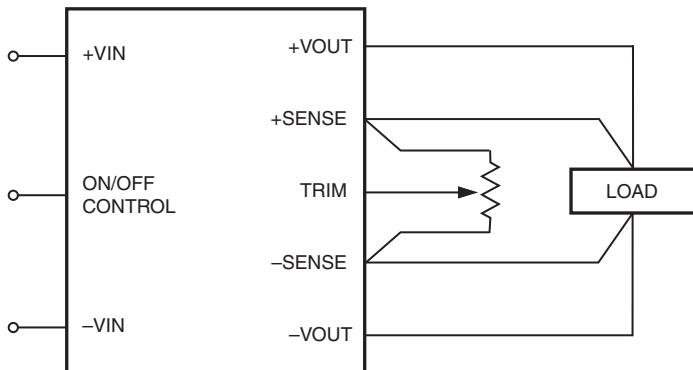 +VIN
ON/OFF
CONTROL
–VIN
+VOUT
+SENSE
TRIM
–SENSE
–VOUT
LOAD